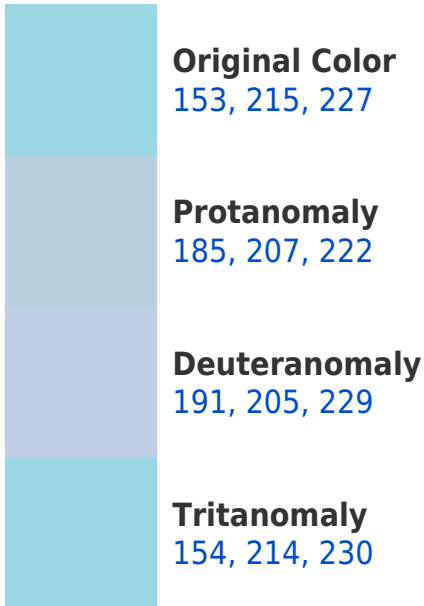 Original Color
153, 215, 227
Protanomaly
185, 207, 222
Deuteranomaly
191, 205, 229
Tritanomaly
154, 214, 230